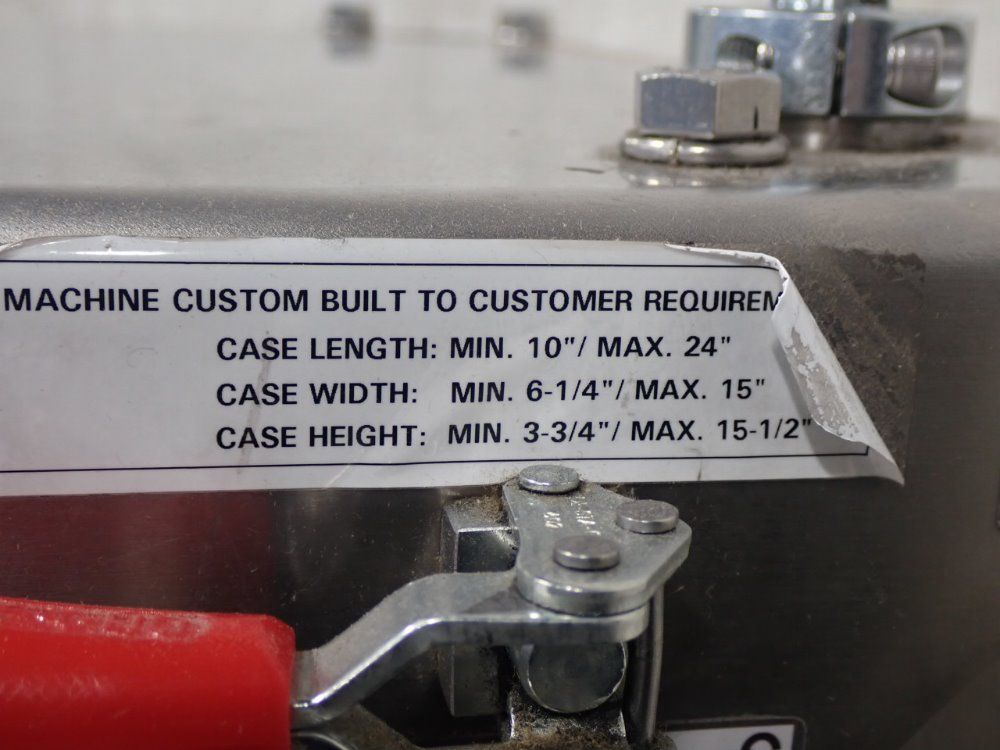 MACHINE CUSTOM BUILT TO CUSTOMER REQUIREM
CASE LENGTH: MIN. 10"/ MAX. 24"
CASE WIDTH: MIN. 6-1/4"/ MAX. 15"
CASE HEIGHT: MIN. 3-3/4"/ MAX. 15-1/2"